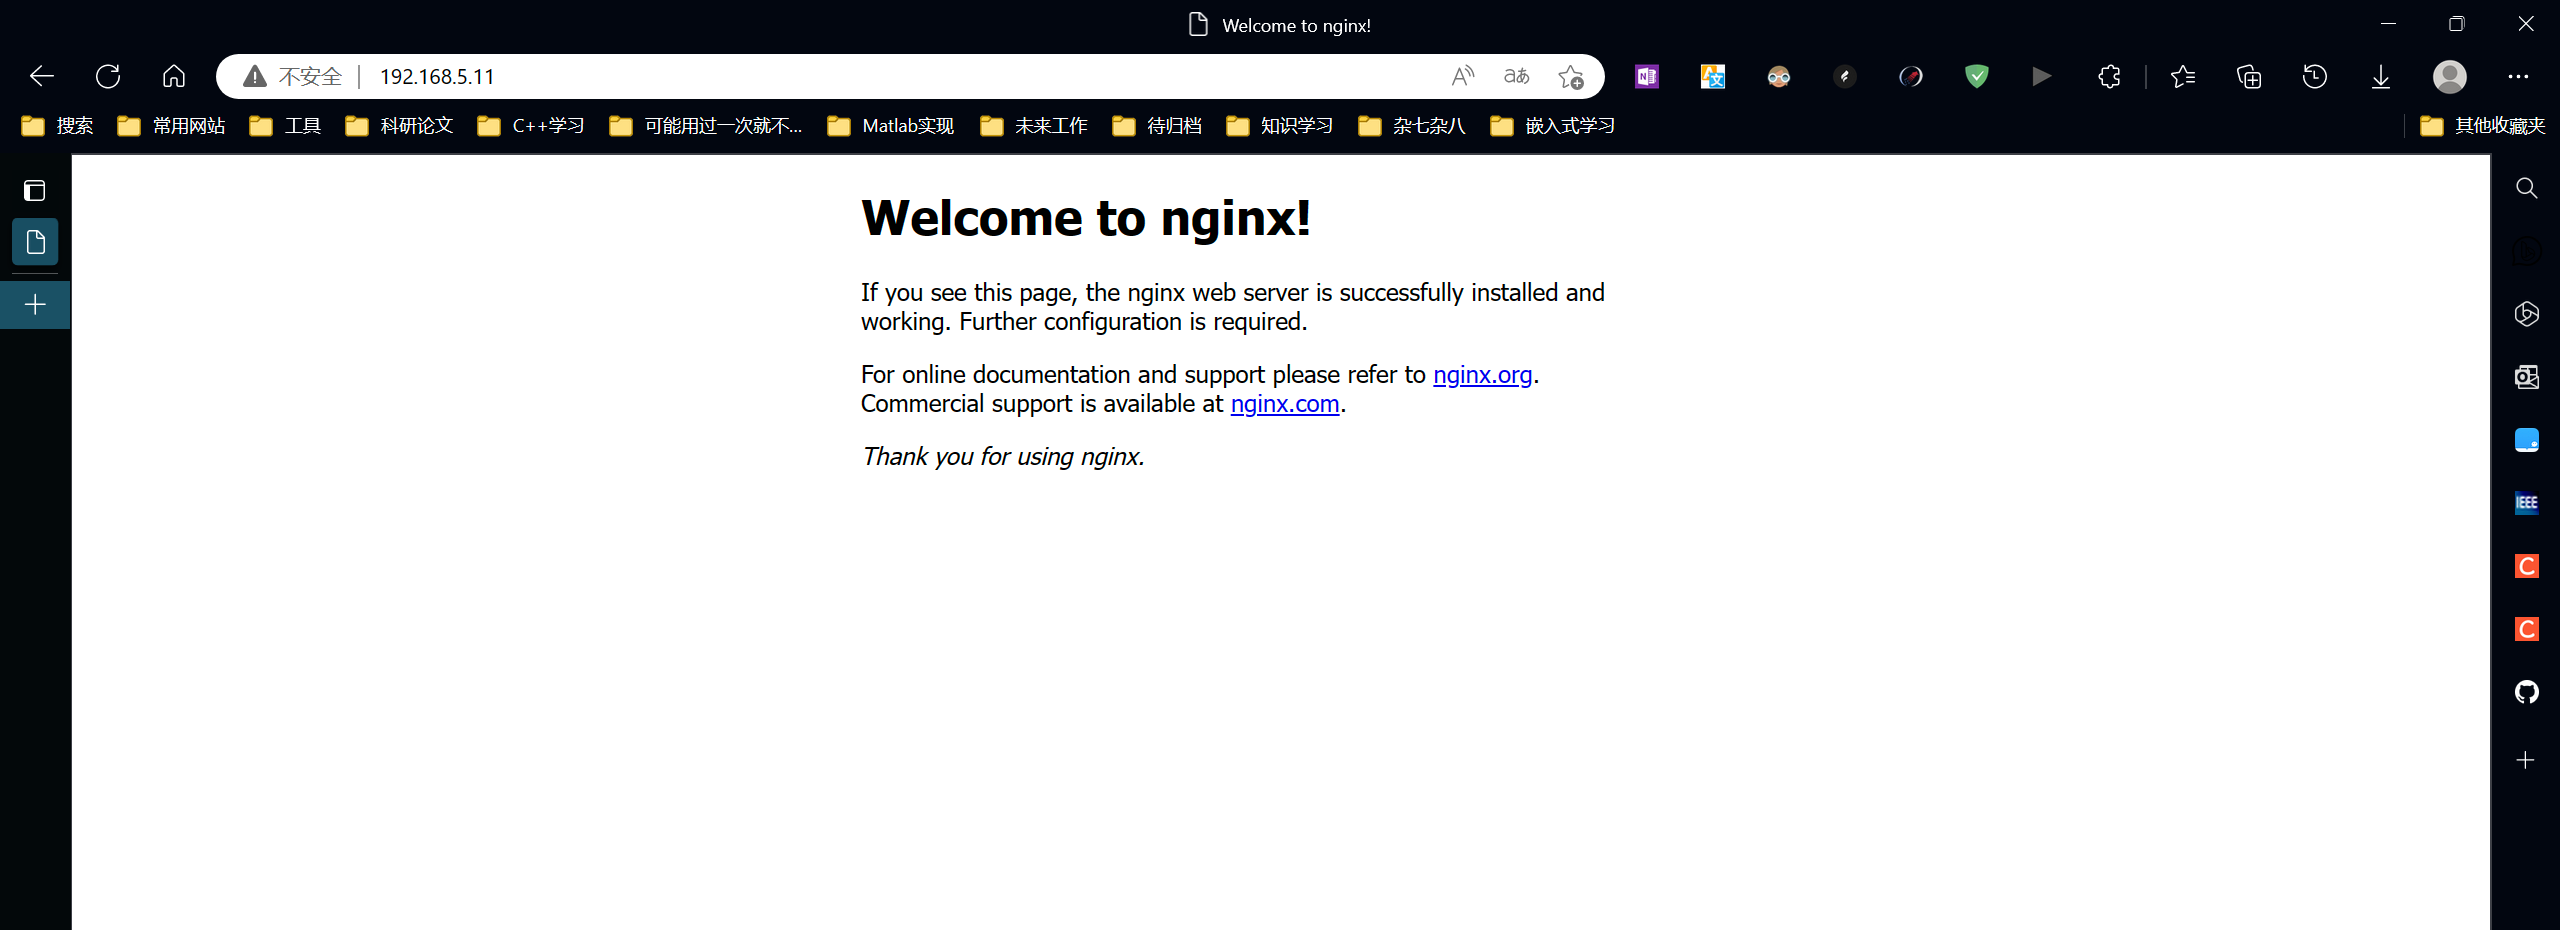 Welcome to nginx!
不安全 192.168.5.11 A aあ N
搜索 常用网站 工具 科研论文 C++学习 可能用过一次就不... Matlab实现 未来工作 待归档 知识学习 杂七杂八 嵌入式学习 其他收藏夹
Welcome to nginx!
If you see this page, the nginx web server is successfully installed and
working. Further configuration is required.
For online documentation and support please refer to nginx.org.
Commercial support is available at nginx.com.
Thank you for using nginx.
IEEE
C
C